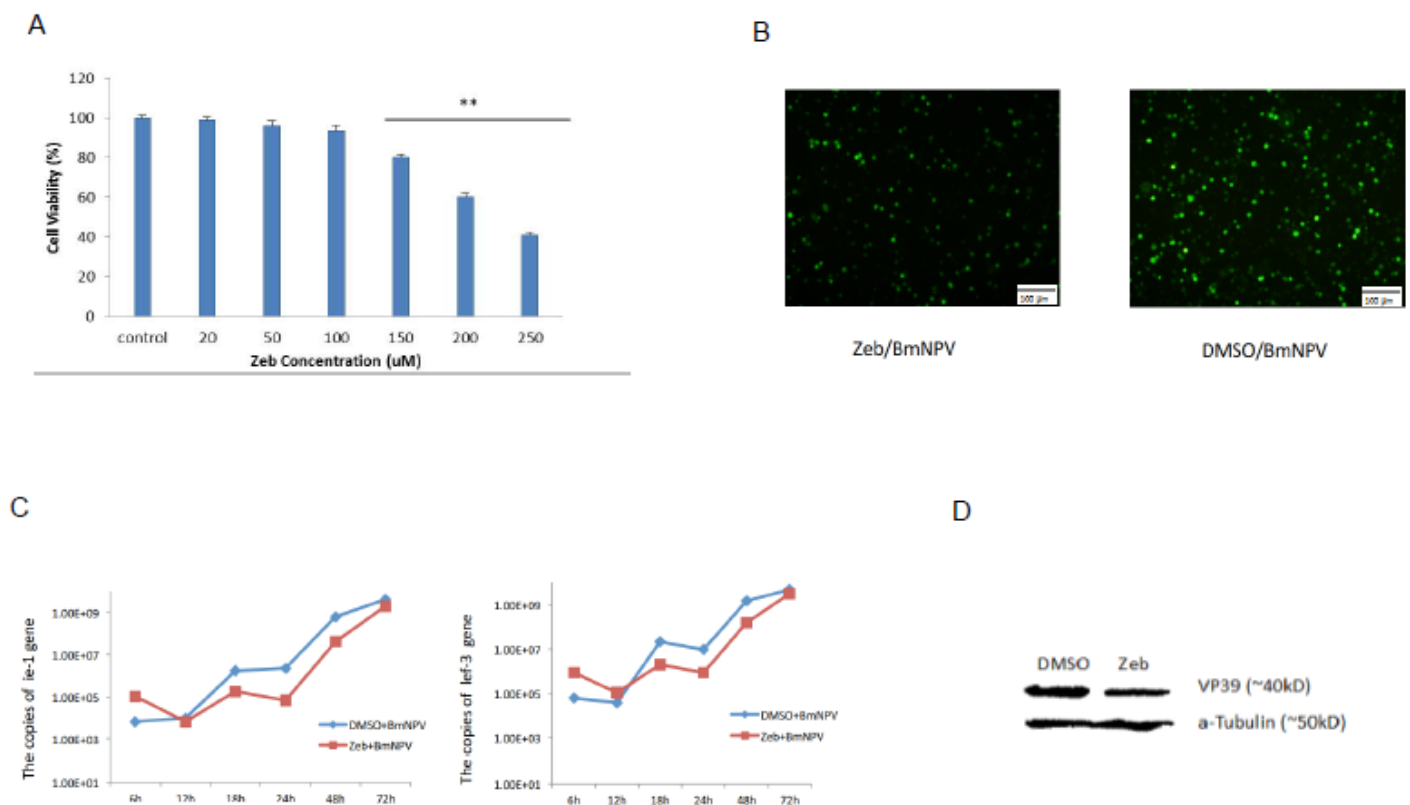 A
120
100
80
60
40
20
0
Cell Viability (%)
**
control 20 50 100 150 200 250
Zeb Concentration (uM)
B
100 µm
100 µm
Zeb/BmNPV DMSO/BmNPV
C
The copies of ie-1 gene
1.00E+09
1.00E+07
1.00E+05
1.00E+03
1.00E+01
DMSO+BmNPV
Zeb+BmNPV
6h 12h 18h 24h 48h 72h
The copies of lef-3 gene
1.00E+09
1.00E+07
1.00E+05
1.00E+03
1.00E+01
DMSO+BmNPV
Zeb+BmNPV
6h 12h 18h 24h 48h 72h
D
DMSO Zeb
VP39 (~40kD)
a-Tubulin (~50kD)